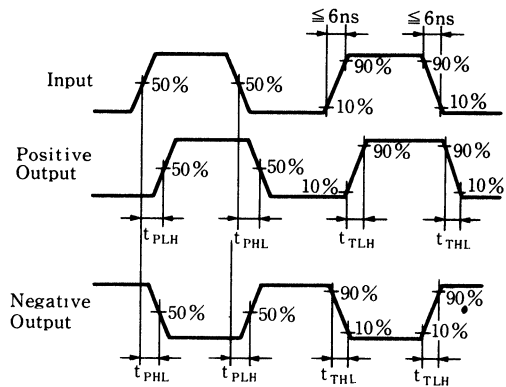 ≦6ns ≦6ns
Input 50% 50% 90% 90%
10% 10%
Positive
Output 50% 50% 90% 90%
10% 10%
tPLH tPHL tTLH tTHL
Negative
Output 50% 50% 90% 90%
10% 10%
tPHL tPLH tTHL tTLH